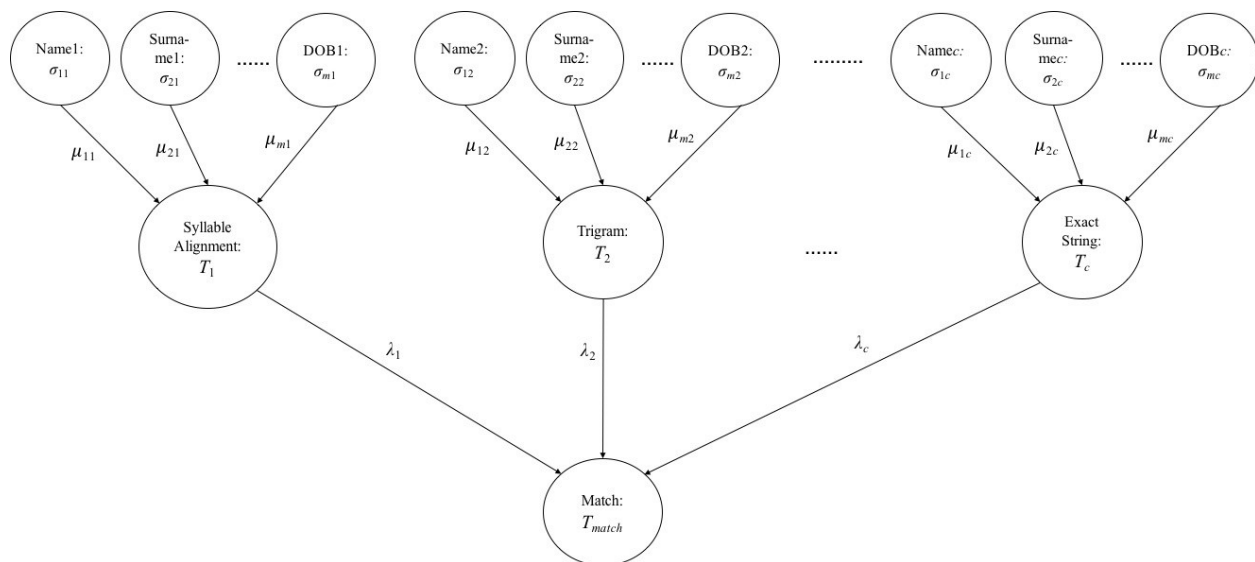 Name1:
σ11
Surna-
me1:
σ21
......
DOB1:
σm1
Name2:
σ12
Surna-
me2:
σ22
......
DOB2:
σm2
.........
Namec:
σ1c
Surna-
mec:
σ2c
......
DOBc:
σmc
μ11
μ21
μm1
μ12
μ22
μm2
μ1c
μ2c
μmc
Syllable
Alignment:
T1
Trigram:
T2
......
Exact
String:
Tc
λ1
λ2
λc
Match:
Tmatch